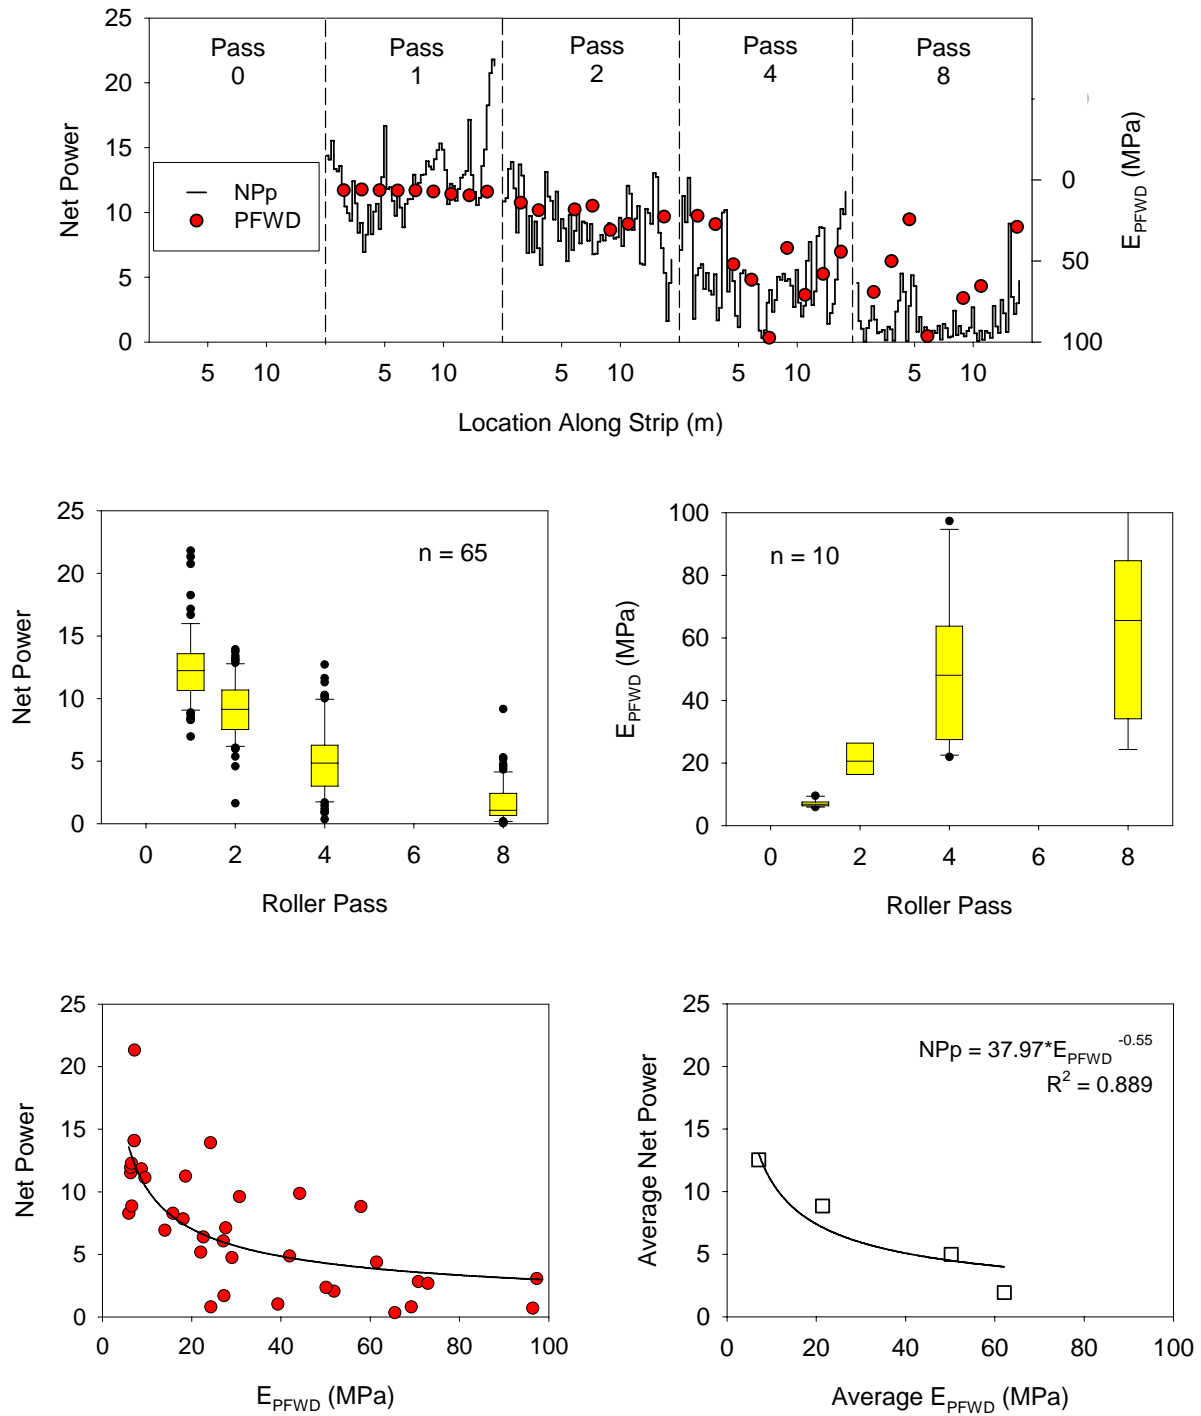 25
20
15
10
5
0
Net Power
Pass
0
Pass
1
Pass
2
Pass
4
Pass
8
NPp
PFWD
0
50
100
E_PFWD (MPa)
5 10 5 10 5 10 5 10 5 10
Location Along Strip (m)
25
20
15
10
5
0
Net Power
n = 65
0 2 4 6 8
Roller Pass
100
80
60
40
20
0
E_PFWD (MPa)
n = 10
0 2 4 6 8
Roller Pass
25
20
15
10
5
0
Net Power
0 20 40 60 80 100
E_PFWD (MPa)
25
20
15
10
5
0
Average Net Power
NPp = 37.97*E_PFWD ^-0.55
R² = 0.889
0 20 40 60 80 100
Average E_PFWD (MPa)